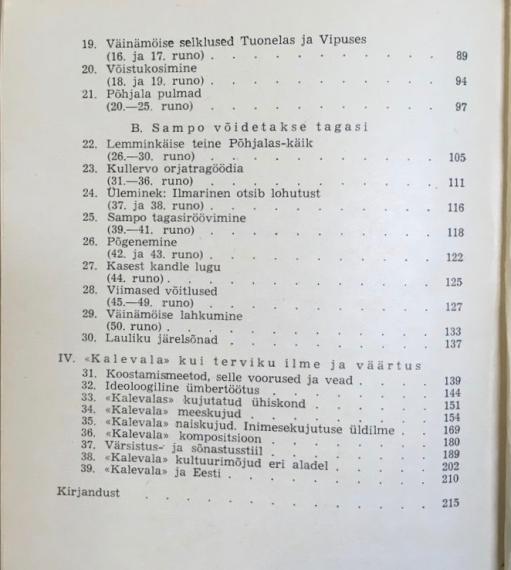 19. Väinämöise seiklused Tuonelas ja Vipuses
(16. ja 17. runo) . . . . . . . . . . 89
20. Võistukosimine
(18. ja 19. runo) . . . . . . . . . . 94
21. Põhjala pulmad
(20.—25. runo) . . . . . . . . . . 97
B. Sampo võidetakse tagasi
22. Lemminkäise teine Põhjalas-käik
(26.—30. runo) . . . . . . . . . . 105
23. Kullervo orjatragöödia
(31.—36. runo) . . . . . . . . . . 111
24. Üleminek: Ilmarinen otsib lohutust
(37. ja 38. runo) . . . . . . . . . . 116
25. Sampo tagasiröövimine
(39.—41. runo) . . . . . . . . . . 118
26. Põgenemine
(42. ja 43. runo) . . . . . . . . . . 122
27. Kasest kandle lugu
(44. runo) . . . . . . . . . . 125
28. Viimased võitlused
(45.—49. runo) . . . . . . . . . . 127
29. Väinämöise lahkumine
(50. runo) . . . . . . . . . . 133
30. Lauliku järelsõnad . . . . . . . . 137
IV. «Kalevala» kui terviku ilme ja väärtus
31. Koostamismeetod, selle voorused ja vead . . . . 139
32. Ideoloogiline ümbertöötus . . . . . . 144
33. «Kalevalas» kujutatud ühiskond . . . . . 151
34. «Kalevala» meeskujud . . . . . . . 154
35. «Kalevala» naiskujud. Inimesekujutuse üldilme . . 169
36. «Kalevala» kompositsioon . . . . . . 180
37. Värsistus- ja sõnastusstiil . . . . . . 189
38. «Kalevala» kultuurimõjud eri aladel . . . . 202
39. «Kalevala» ja Eesti . . . . . . . 210
Kirjandust . . . . . . . . . . 215